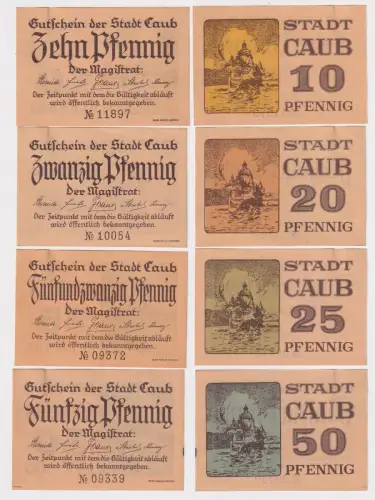 Gutschein der Stadt Caub
Zehn Pfennig
Der Magistrat:
Der Zeitpunkt mit dem die Gültigkeit abläuft
wird öffentlich bekanntgegeben.
№ 11897
STADT
CAUB
10
PFENNIG
Gutschein der Stadt Caub
Zwanzig Pfennig
Der Magistrat:
Der Zeitpunkt mit dem die Gültigkeit abläuft
wird öffentlich bekanntgegeben.
№ 10054
STADT
CAUB
20
PFENNIG
Gutschein der Stadt Caub
Fünfundzwanzig Pfennig
Der Magistrat:
Der Zeitpunkt mit dem die Gültigkeit abläuft
wird öffentlich bekanntgegeben.
№ 09372
STADT
CAUB
25
PFENNIG
Gutschein der Stadt Caub
Fünfzig Pfennig
Der Magistrat:
Der Zeitpunkt mit dem die Gültigkeit abläuft
wird öffentlich bekanntgegeben.
№ 09339
STADT
CAUB
50
PFENNIG